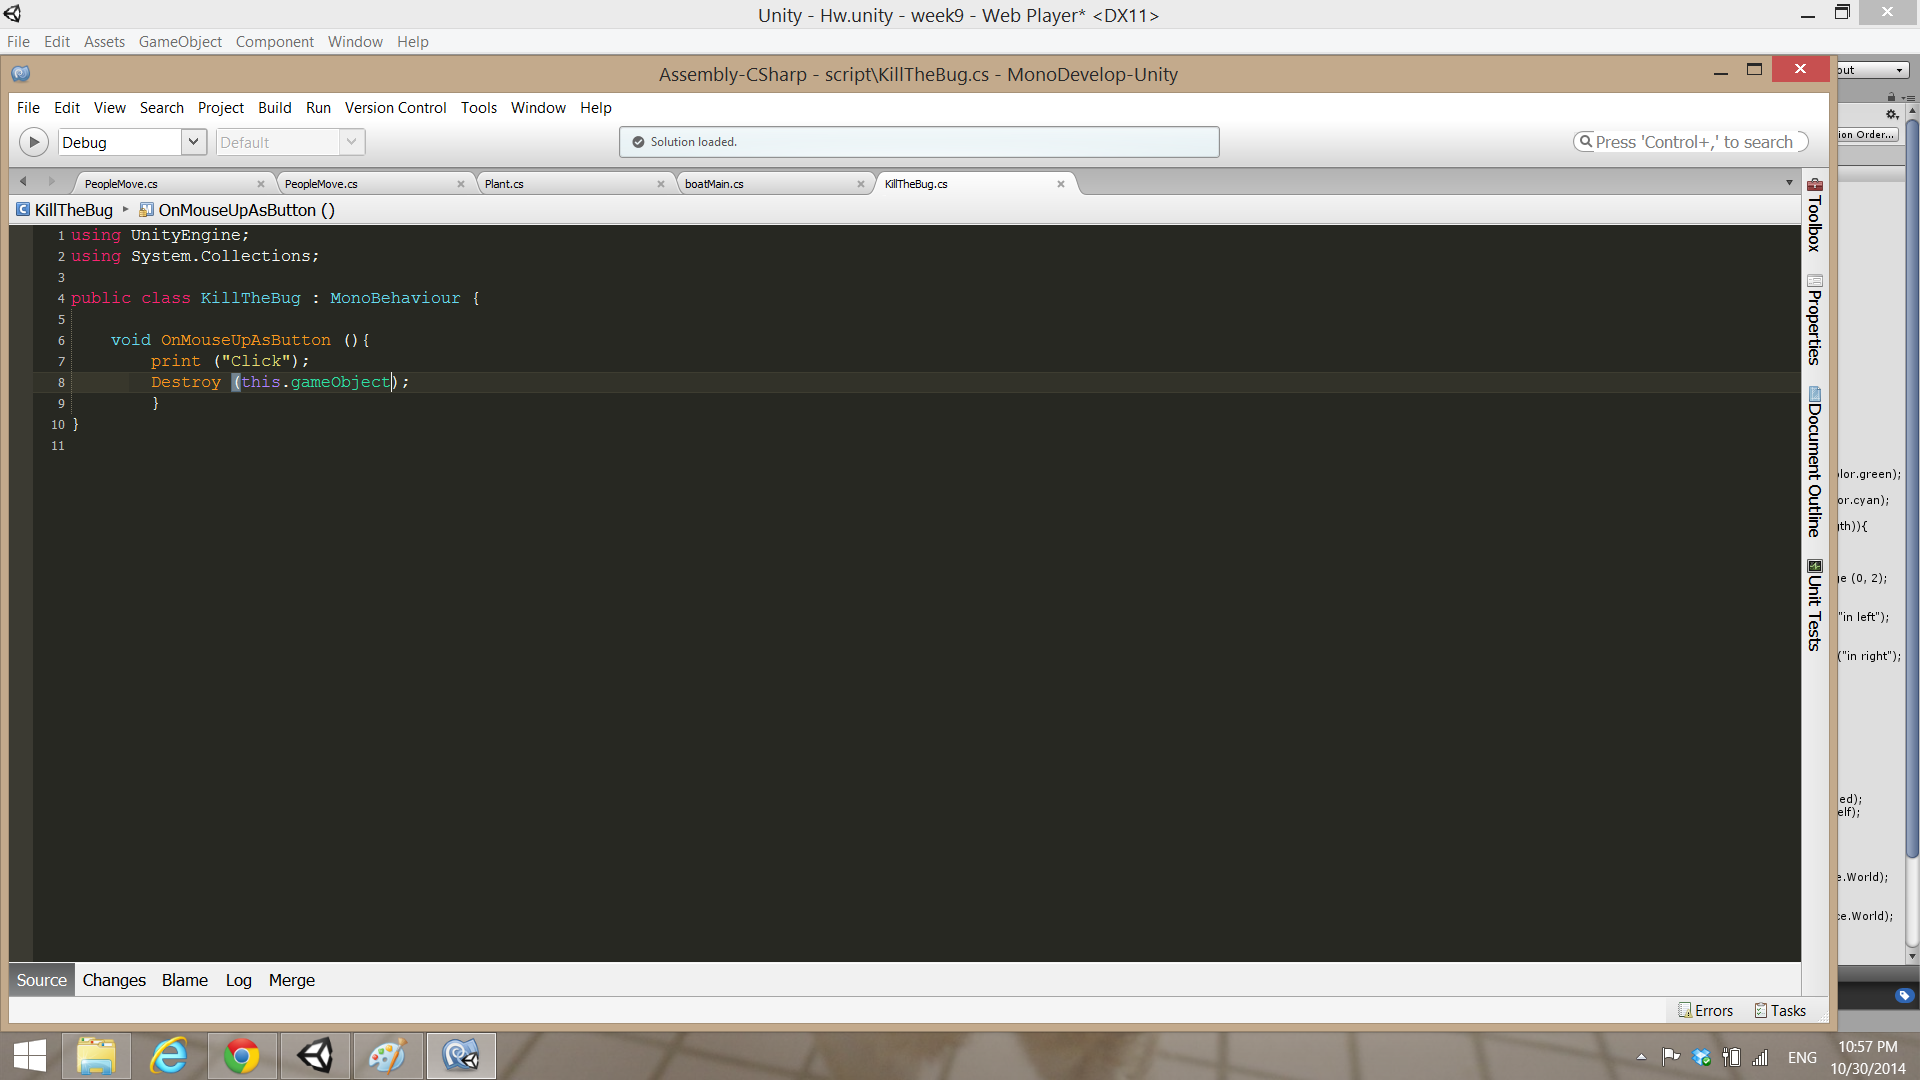 Unity - Hw.unity - week9 - Web Player* <DX11>
File Edit Assets GameObject Component Window Help
Assembly-CSharp - script\KillTheBug.cs - MonoDevelop-Unity
out
File Edit View Search Project Build Run Version Control Tools Window Help
Debug Default Solution loaded. Press 'Control+,' to search
ion Order...
PeopleMove.cs PeopleMove.cs Plant.cs boatMain.cs KillTheBug.cs
KillTheBug OnMouseUpAsButton ()
1 using UnityEngine;
2 using System.Collections;
3
4 public class KillTheBug : MonoBehaviour {
5
6 void OnMouseUpAsButton (){
7 print ("Click");
8 Destroy (this.gameObject);
9 }
10 }
11
Toolbox
Properties
Document Outline
Unit Tests
lor.green);
or.cyan);
th)){
ge (0, 2);
"in left");
("in right");
ed);
elf);
e.World);
ce.World);
Source Changes Blame Log Merge
Errors Tasks
ENG
10:57 PM
10/30/2014